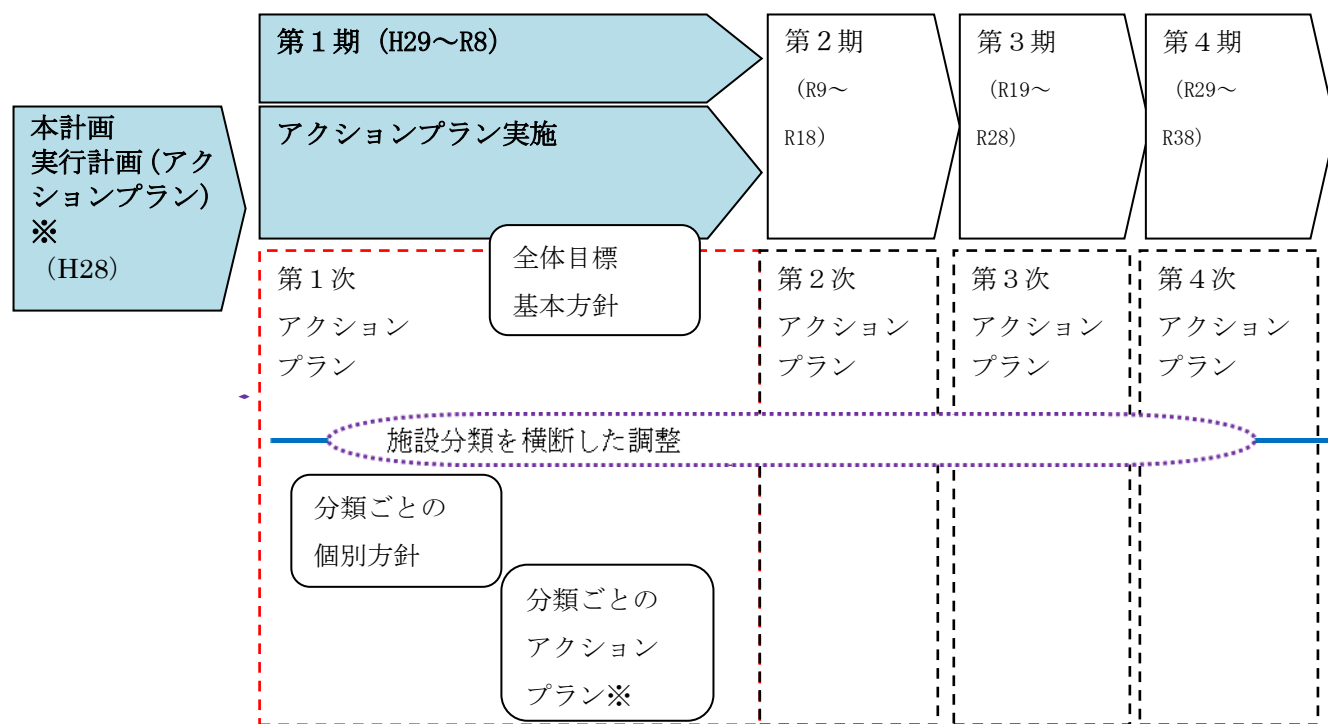 本計画
実行計画(アク
ションプラン)
※
(H28)
第1期 (H29～R8)
アクションプラン実施
第2期
(R9～
R18)
第3期
(R19～
R28)
第4期
(R29～
R38)
全体目標
基本方針
第1次
アクション
プラン
第2次
アクション
プラン
第3次
アクション
プラン
第4次
アクション
プラン
施設分類を横断した調整
分類ごとの
個別方針
分類ごとの
アクション
プラン※